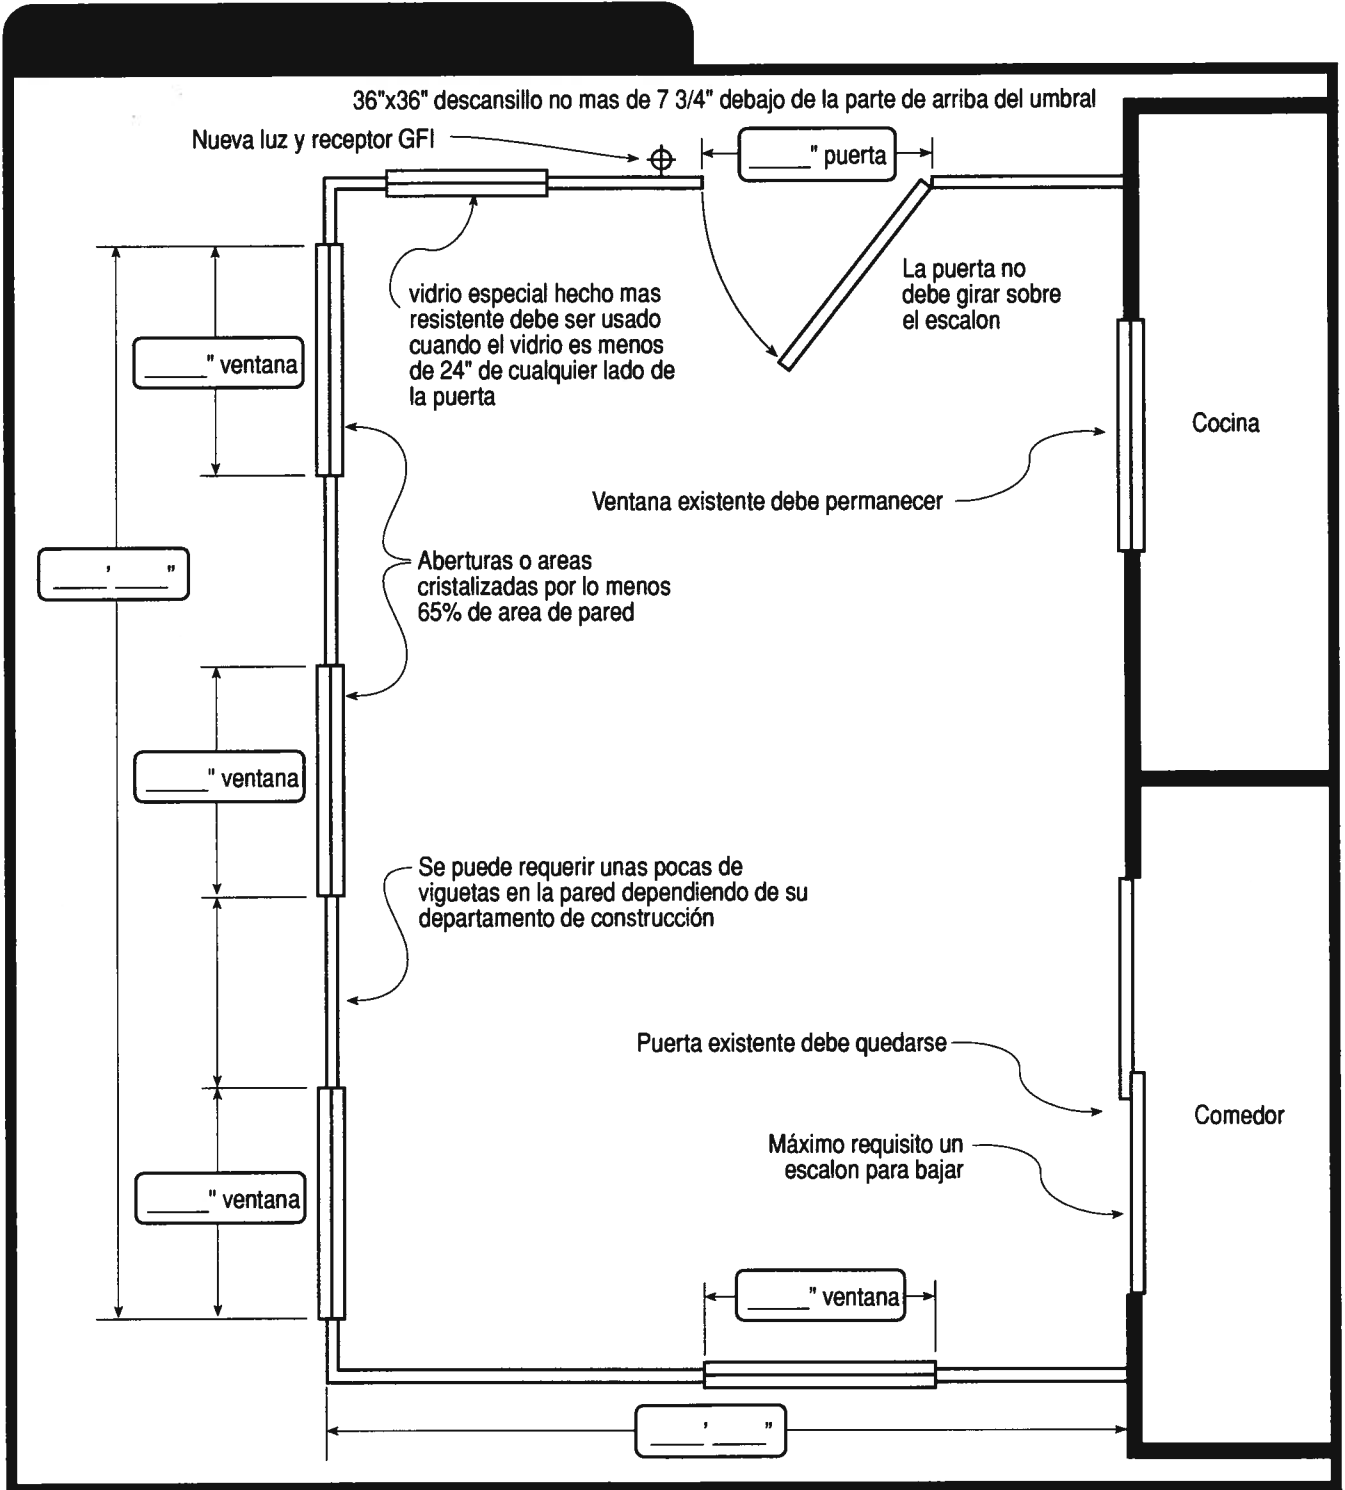 36"x36" descansillo no mas de 7 3/4" debajo de la parte de arriba del umbral
Nueva luz y receptor GFI
_____" puerta
La puerta no
debe girar sobre
el escalon
vidrio especial hecho mas
resistente debe ser usado
cuando el vidrio es menos
de 24" de cualquier lado de
la puerta
_____" ventana
Cocina
Ventana existente debe permanecer
____' ____"
Aberturas o areas
cristalizadas por lo menos
65% de area de pared
_____" ventana
Se puede requerir unas pocas de
viguetas en la pared dependiendo de su
departamento de construcción
Puerta existente debe quedarse
Comedor
Máximo requisito un
escalon para bajar
_____" ventana
_____" ventana
____' ____"